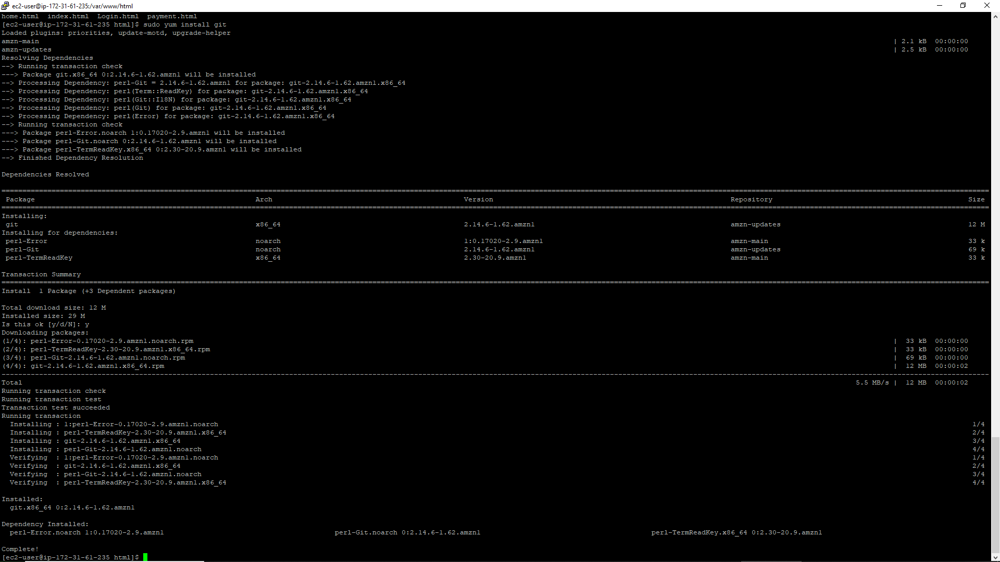 ec2-user@ip-172-31-61-235:/var/www/html
home.html  index.html  Login.html  payment.html
[ec2-user@ip-172-31-61-235 html]$ sudo yum install git
Loaded plugins: priorities, update-motd, upgrade-helper
amzn-main | 2.1 kB  00:00:00
amzn-updates | 2.5 kB  00:00:00
Resolving Dependencies
--> Running transaction check
---> Package git.x86_64 0:2.14.6-1.62.amzn1 will be installed
--> Processing Dependency: perl-Git = 2.14.6-1.62.amzn1 for package: git-2.14.6-1.62.amzn1.x86_64
--> Processing Dependency: perl(Term::ReadKey) for package: git-2.14.6-1.62.amzn1.x86_64
--> Processing Dependency: perl(Git::I18N) for package: git-2.14.6-1.62.amzn1.x86_64
--> Processing Dependency: perl(Git) for package: git-2.14.6-1.62.amzn1.x86_64
--> Processing Dependency: perl(Error) for package: git-2.14.6-1.62.amzn1.x86_64
--> Running transaction check
---> Package perl-Error.noarch 1:0.17020-2.9.amzn1 will be installed
---> Package perl-Git.noarch 0:2.14.6-1.62.amzn1 will be installed
---> Package perl-TermReadKey.x86_64 0:2.30-20.9.amzn1 will be installed
--> Finished Dependency Resolution
Dependencies Resolved
Package  Arch  Version  Repository  Size
Installing:
git  x86_64  2.14.6-1.62.amzn1  amzn-updates  12 M
Installing for dependencies:
perl-Error  noarch  1:0.17020-2.9.amzn1  amzn-main  33 k
perl-Git  noarch  2.14.6-1.62.amzn1  amzn-updates  69 k
perl-TermReadKey  x86_64  2.30-20.9.amzn1  amzn-main  33 k
Transaction Summary
Install  1 Package (+3 Dependent packages)
Total download size: 12 M
Installed size: 29 M
Is this ok [y/d/N]: y
Downloading packages:
(1/4): perl-Error-0.17020-2.9.amzn1.noarch.rpm | 33 kB  00:00:00
(2/4): perl-TermReadKey-2.30-20.9.amzn1.x86_64.rpm | 33 kB  00:00:00
(3/4): perl-Git-2.14.6-1.62.amzn1.noarch.rpm | 69 kB  00:00:00
(4/4): git-2.14.6-1.62.amzn1.x86_64.rpm | 12 MB  00:00:02
Total  5.5 MB/s | 12 MB  00:00:02
Running transaction check
Running transaction test
Transaction test succeeded
Running transaction
Installing : 1:perl-Error-0.17020-2.9.amzn1.noarch  1/4
Installing : perl-TermReadKey-2.30-20.9.amzn1.x86_64  2/4
Installing : git-2.14.6-1.62.amzn1.x86_64  3/4
Installing : perl-Git-2.14.6-1.62.amzn1.noarch  4/4
Verifying  : 1:perl-Error-0.17020-2.9.amzn1.noarch  1/4
Verifying  : git-2.14.6-1.62.amzn1.x86_64  2/4
Verifying  : perl-Git-2.14.6-1.62.amzn1.noarch  3/4
Verifying  : perl-TermReadKey-2.30-20.9.amzn1.x86_64  4/4
Installed:
git.x86_64 0:2.14.6-1.62.amzn1
Dependency Installed:
perl-Error.noarch 1:0.17020-2.9.amzn1  perl-Git.noarch 0:2.14.6-1.62.amzn1  perl-TermReadKey.x86_64 0:2.30-20.9.amzn1
Complete!
[ec2-user@ip-172-31-61-235 html]$